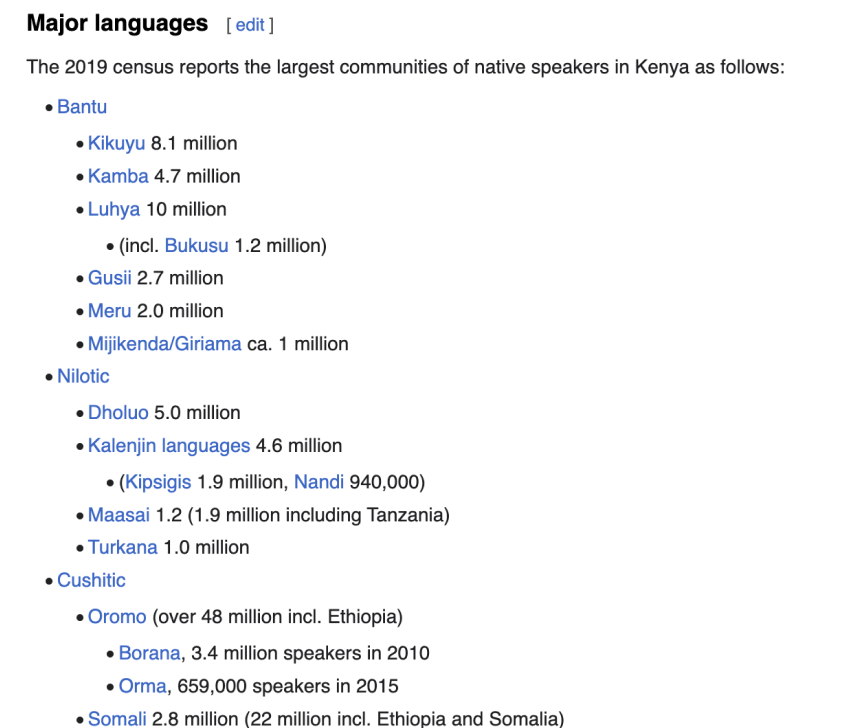 Major languages [ edit ]
The 2019 census reports the largest communities of native speakers in Kenya as follows:
• Bantu
• Kikuyu 8.1 million
• Kamba 4.7 million
• Luhya 10 million
• (incl. Bukusu 1.2 million)
• Gusii 2.7 million
• Meru 2.0 million
• Mijikenda/Giriama ca. 1 million
• Nilotic
• Dholuo 5.0 million
• Kalenjin languages 4.6 million
• (Kipsigis 1.9 million, Nandi 940,000)
• Maasai 1.2 (1.9 million including Tanzania)
• Turkana 1.0 million
• Cushitic
• Oromo (over 48 million incl. Ethiopia)
• Borana, 3.4 million speakers in 2010
• Orma, 659,000 speakers in 2015
• Somali 2.8 million (22 million incl. Ethiopia and Somalia)